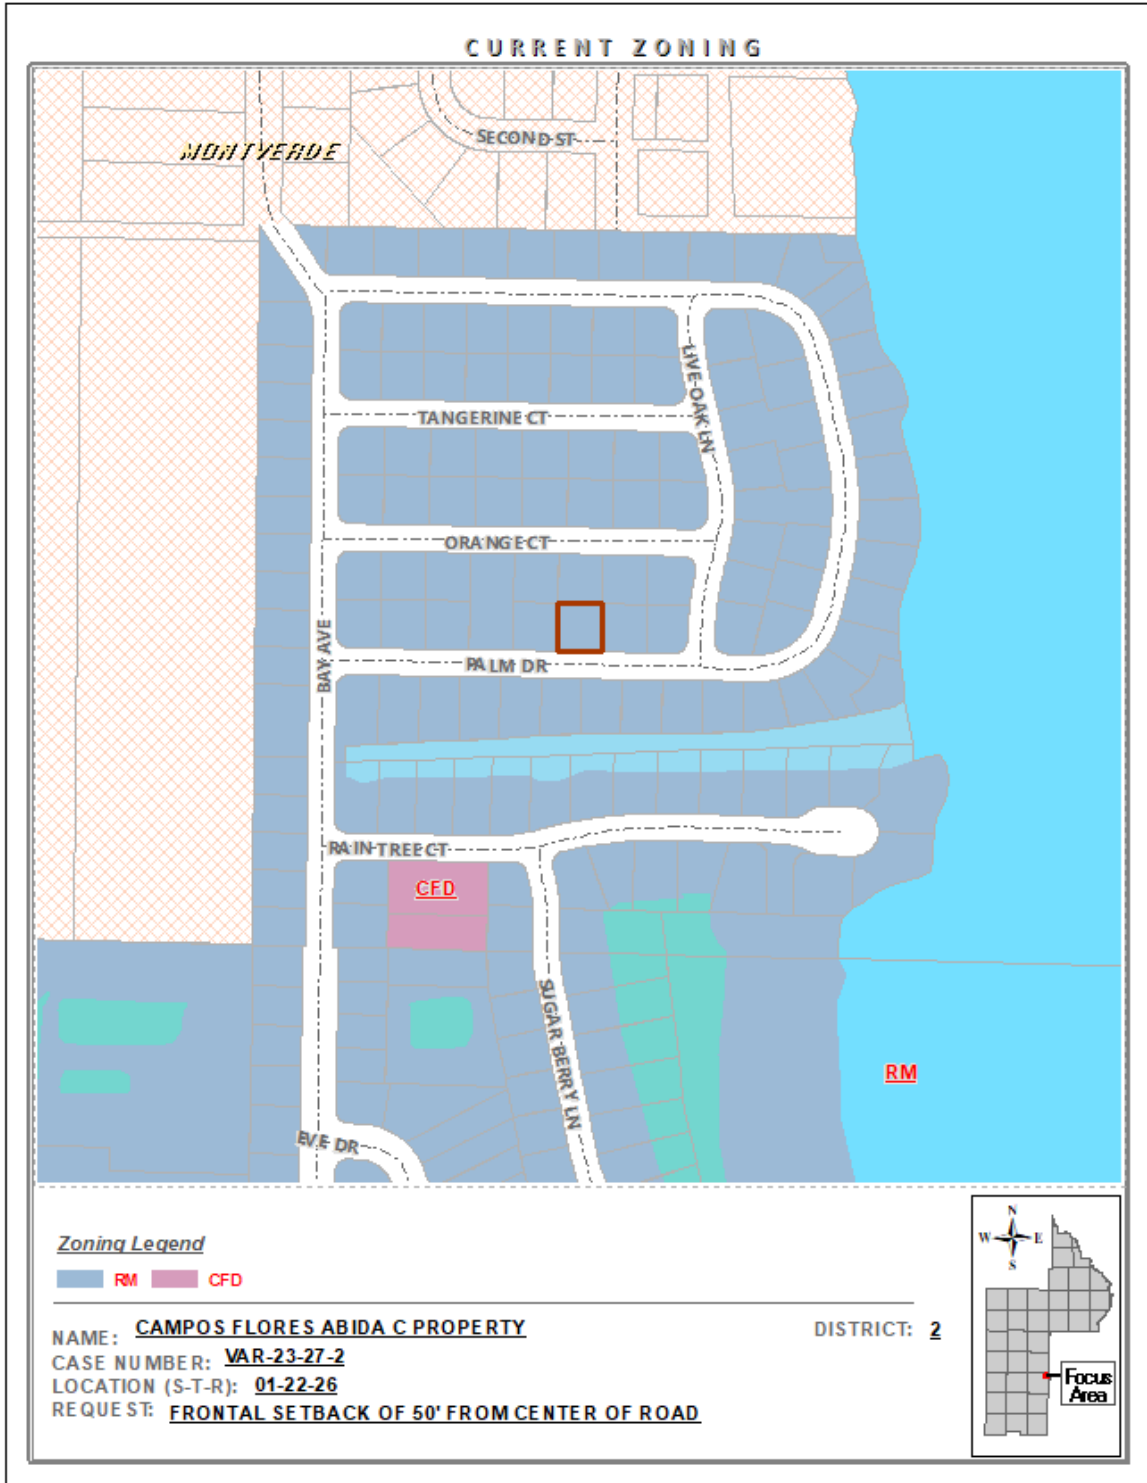 CURRENT ZONING
SECOND ST
MONTVERDE
LIVE OAK LN
TANGERINE CT
ORANGE CT
BAY AVE
PALM DR
RAINTREE CT
CFD
SUGAR BERRY LN
RM
EVE DR
Zoning Legend
RM CFD
NAME: CAMPOS FLORES ABIDA C PROPERTY
DISTRICT: 2
CASE NUMBER: VAR-23-27-2
LOCATION (S-T-R): 01-22-26
REQUEST: FRONTAL SETBACK OF 50' FROM CENTER OF ROAD
N
W E
S
Focus
Area